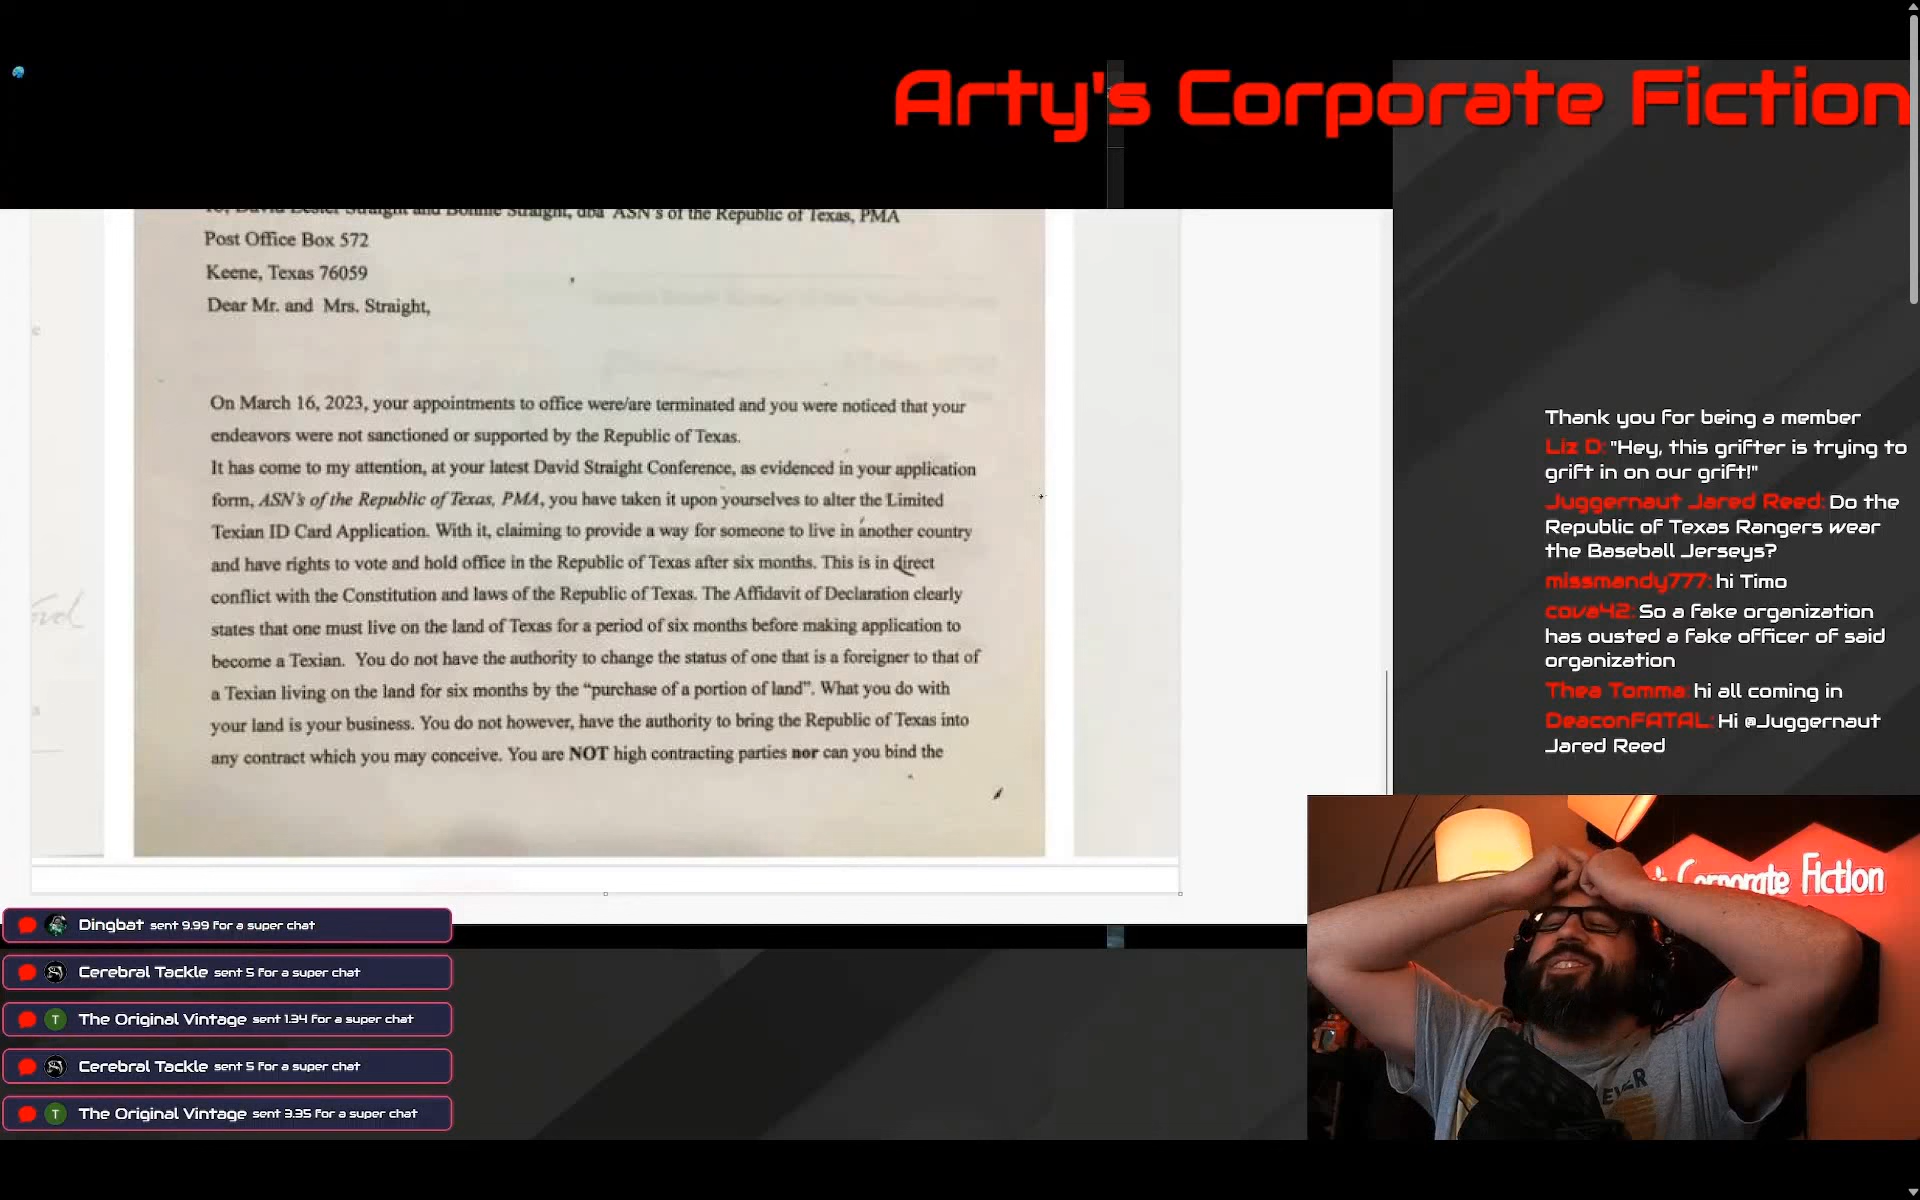 Arty's Corporate Fiction
David Lester Straight and Bonnie Straight, dba ASN's of the Republic of Texas, PMA
Post Office Box 572
Keene, Texas 76059
Dear Mr. and Mrs. Straight,
On March 16, 2023, your appointments to office were/are terminated and you were noticed that your
endeavors were not sanctioned or supported by the Republic of Texas.
It has come to my attention, at your latest David Straight Conference, as evidenced in your application
form, ASN's of the Republic of Texas, PMA, you have taken it upon yourselves to alter the Limited
Texian ID Card Application. With it, claiming to provide a way for someone to live in another country
and have rights to vote and hold office in the Republic of Texas after six months. This is in direct
conflict with the Constitution and laws of the Republic of Texas. The Affidavit of Declaration clearly
states that one must live on the land of Texas for a period of six months before making application to
become a Texian. You do not have the authority to change the status of one that is a foreigner to that of
a Texian living on the land for six months by the “purchase of a portion of land”. What you do with
your land is your business. You do not however, have the authority to bring the Republic of Texas into
any contract which you may conceive. You are NOT high contracting parties nor can you bind the
Thank you for being a member
Liz D: "Hey, this grifter is trying to
grift in on our grift!"
Juggernaut Jared Reed: Do the
Republic of Texas Rangers wear
the Baseball Jerseys?
missmandy777: hi Timo
cova42: So a fake organization
has ousted a fake officer of said
organization
Thea Tomma: hi all coming in
DeaconFATAL: Hi @Juggernaut
Jared Reed
Corporate Fiction
Dingbat sent 9.99 for a super chat
Cerebral Tackle sent 5 for a super chat
T The Original Vintage sent 1.34 for a super chat
Cerebral Tackle sent 5 for a super chat
T The Original Vintage sent 3.35 for a super chat